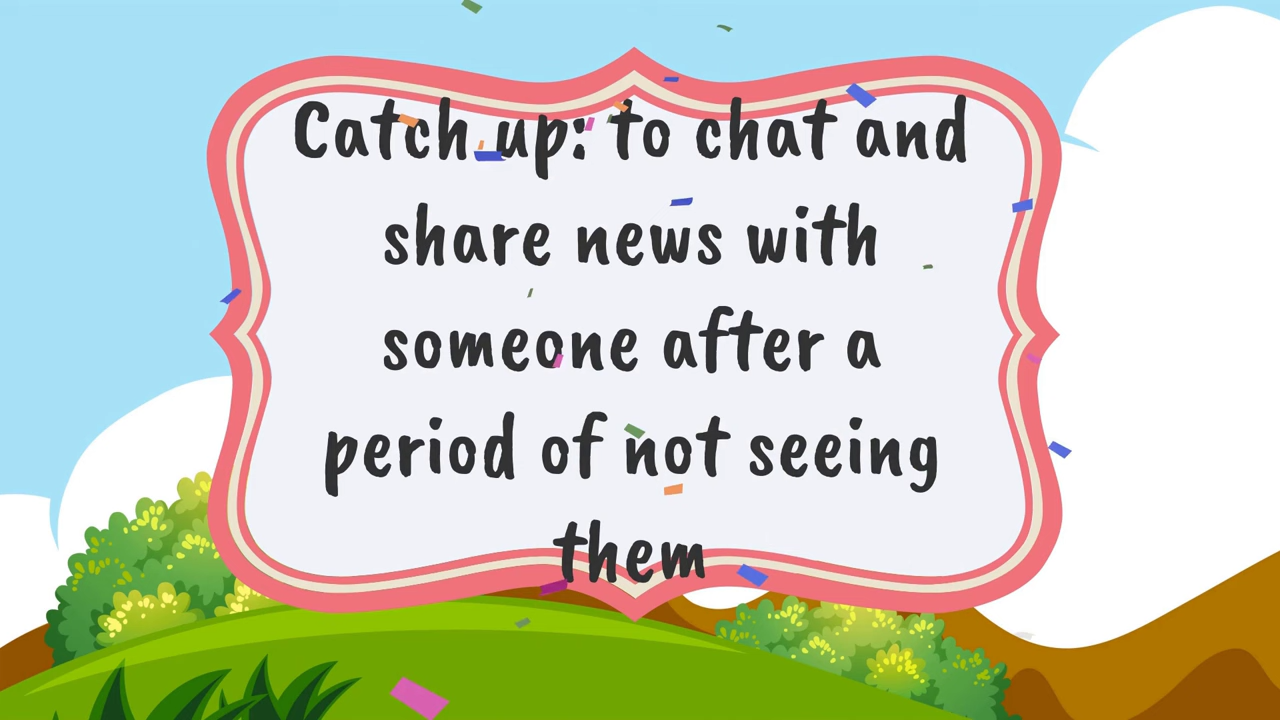 Catch up: to chat and
share news with
someone after a
period of not seeing
them